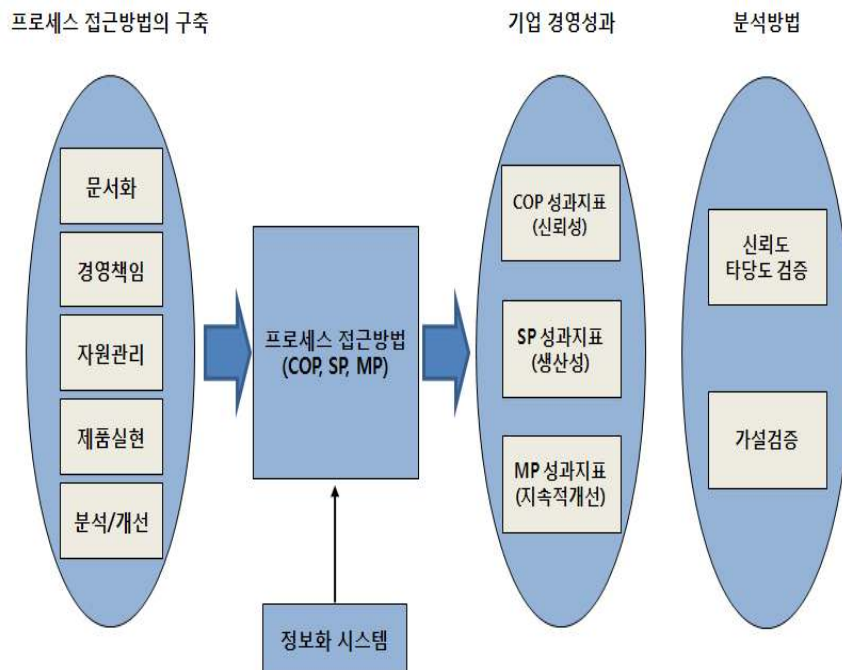 프로세스 접근방법의 구축
기업 경영성과
분석방법
문서화
경영책임
자원관리
제품실현
분석/개선
프로세스 접근방법
(COP, SP, MP)
정보화 시스템
COP 성과지표
(신뢰성)
SP 성과지표
(생산성)
MP 성과지표
(지속적개선)
신뢰도
타당도 검증
가설검증